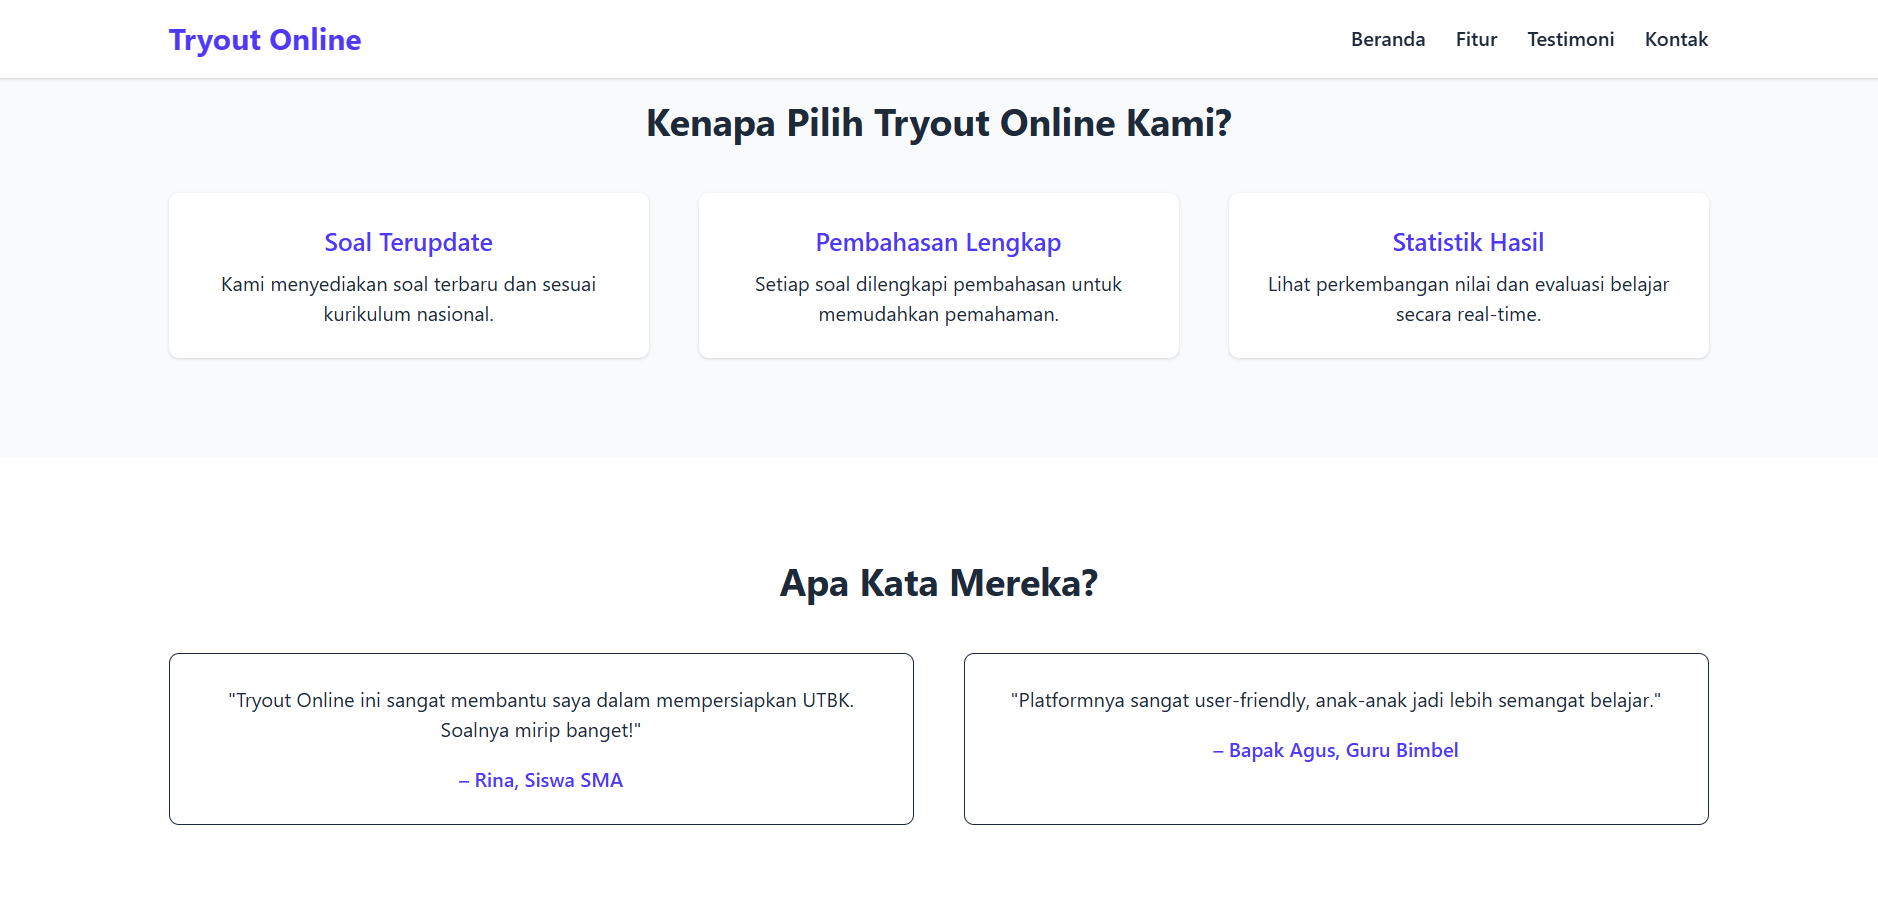 Tryout Online
Beranda Fitur Testimoni Kontak
Kenapa Pilih Tryout Online Kami?
Soal Terupdate
Kami menyediakan soal terbaru dan sesuai
kurikulum nasional.
Pembahasan Lengkap
Setiap soal dilengkapi pembahasan untuk
memudahkan pemahaman.
Statistik Hasil
Lihat perkembangan nilai dan evaluasi belajar
secara real-time.
Apa Kata Mereka?
"Tryout Online ini sangat membantu saya dalam mempersiapkan UTBK.
Soalnya mirip banget!"
– Rina, Siswa SMA
"Platformnya sangat user-friendly, anak-anak jadi lebih semangat belajar."
– Bapak Agus, Guru Bimbel